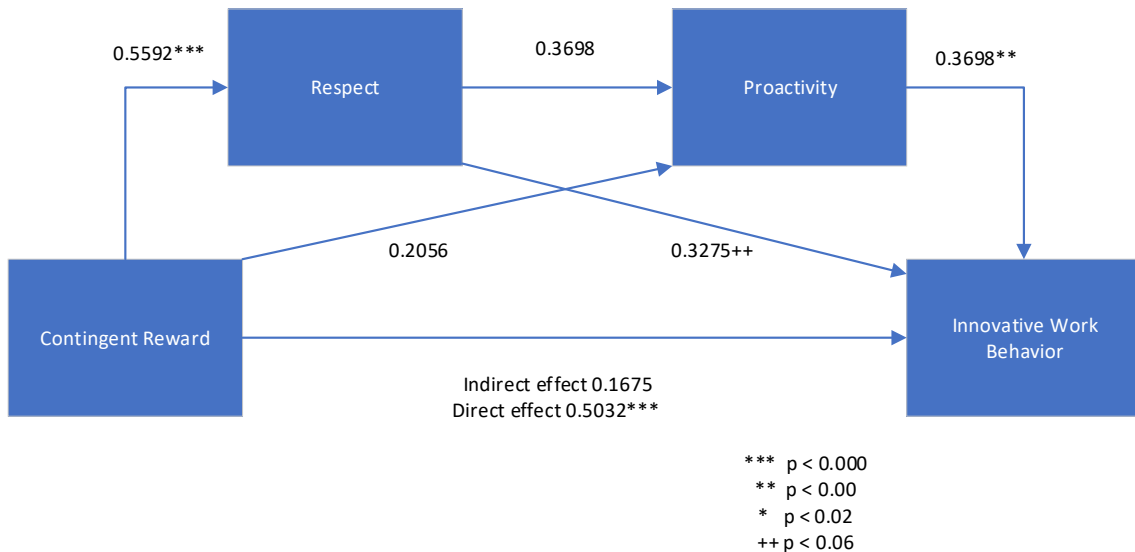 0.5592***
Respect
0.3698
Proactivity
0.3698**
0.2056
0.3275++
Contingent Reward
Innovative Work
Behavior
Indirect effect 0.1675
Direct effect 0.5032***
*** p < 0.000
** p < 0.00
* p < 0.02
++ p < 0.06